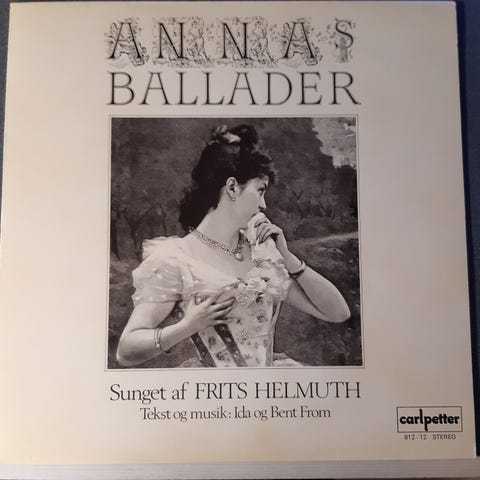 ANNAS
BALLADER
Sunget af FRITS HELMUTH
Tekst og musik: Ida og Bent From
carlpetter
812-12 STEREO